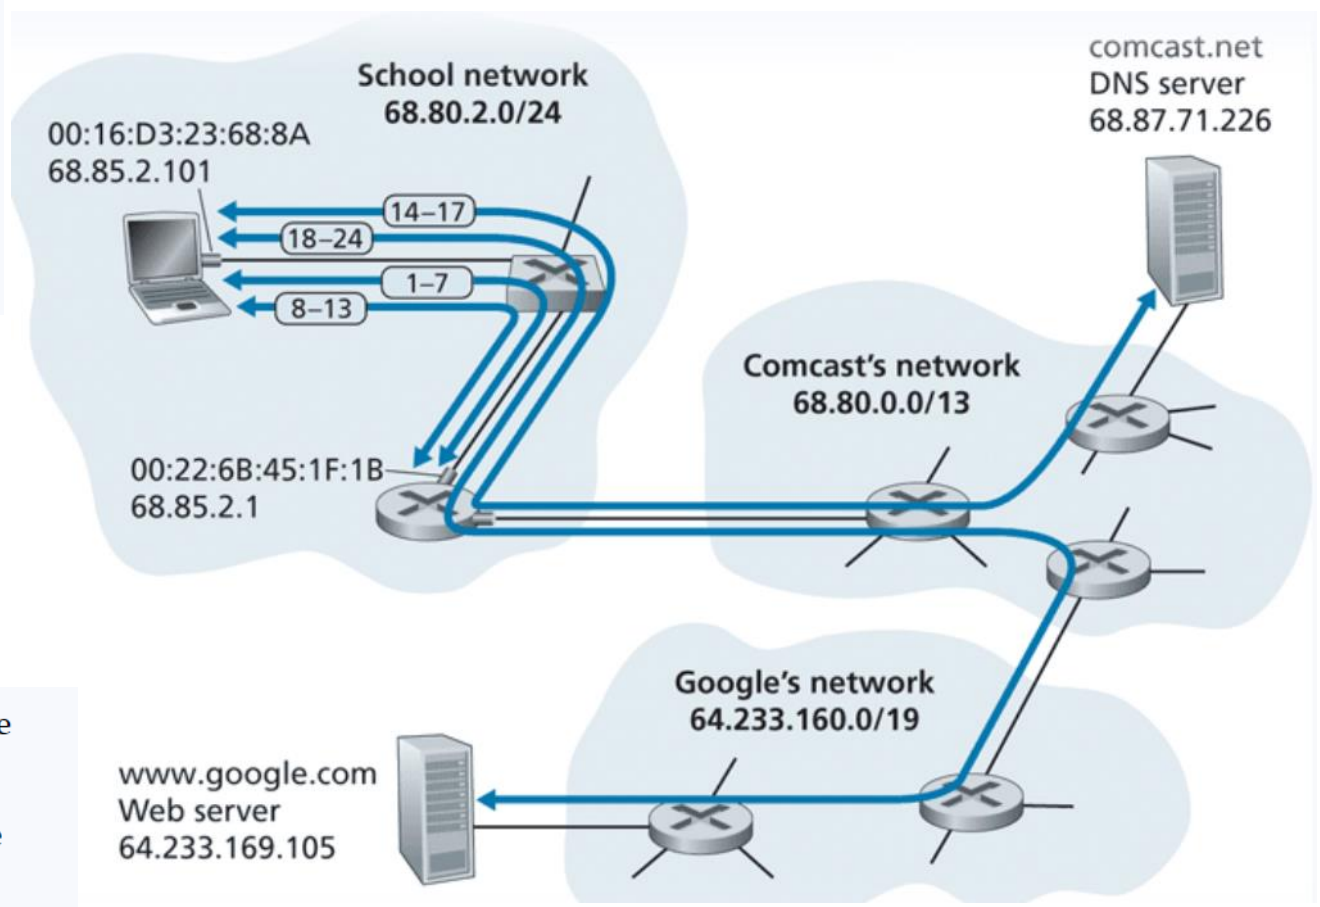 School network
68.80.2.0/24
comcast.net
DNS server
68.87.71.226
00:16:D3:23:68:8A
68.85.2.101
14–17
18–24
1–7
8–13
Comcast's network
68.80.0.0/13
00:22:6B:45:1F:1B
68.85.2.1
Google's network
64.233.160.0/19
www.google.com
Web server
64.233.169.105
e